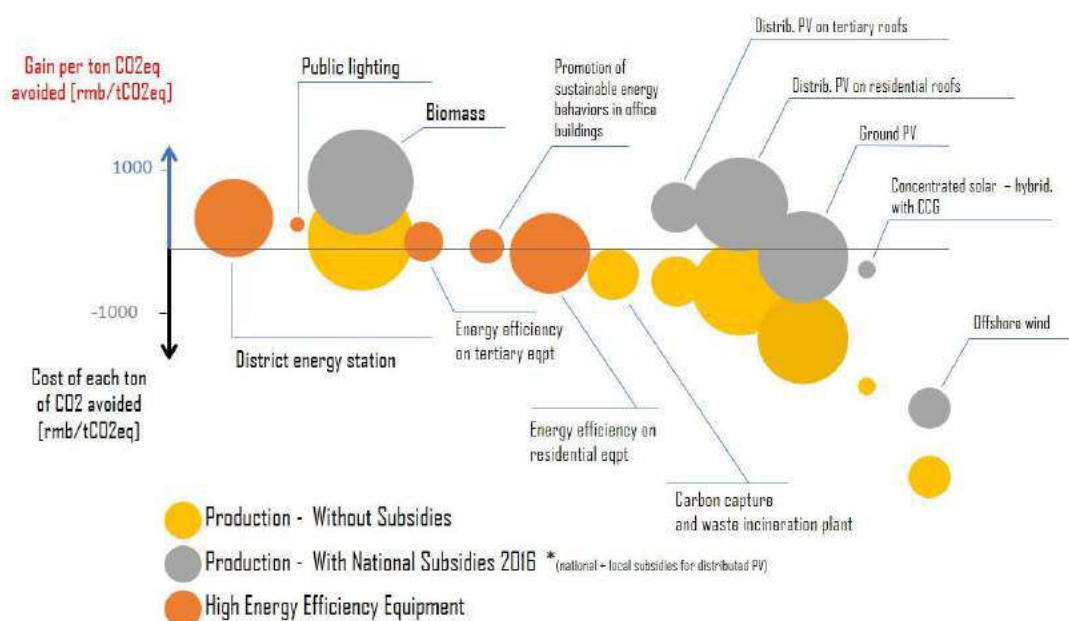 Distrib. PV on tertiary roofs
Gain per ton CO2eq
avoided [rmb/tCO2eq]
Public lighting
Promotion of
sustainable energy
behaviors in office
buildings
Distrib. PV on residential roofs
Biomass
Ground PV
1000
Concentrated solar – hybrid.
with CCG
-1000
Energy efficiency
on tertiary eqpt
Offshore wind
District energy station
Cost of each ton
of CO2 avoided
[rmb/tCO2eq]
Energy efficiency on
residential eqpt
Carbon capture
and waste incineration plant
Production - Without Subsidies
Production - With National Subsidies 2016 *(national + local subsidies for distributed PV)
High Energy Efficiency Equipment